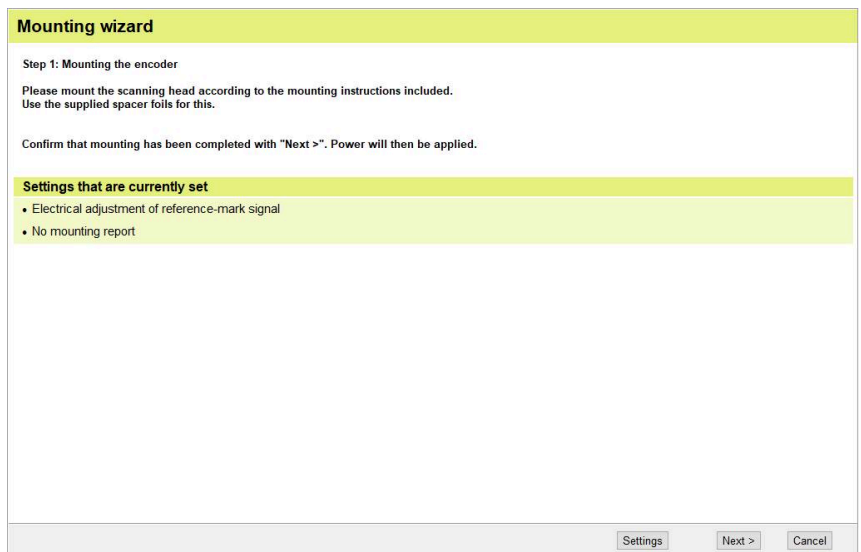 Mounting wizard
Step 1: Mounting the encoder
Please mount the scanning head according to the mounting instructions included.
Use the supplied spacer foils for this.
Confirm that mounting has been completed with "Next >". Power will then be applied.
Settings that are currently set
• Electrical adjustment of reference-mark signal
• No mounting report
Settings Next > Cancel